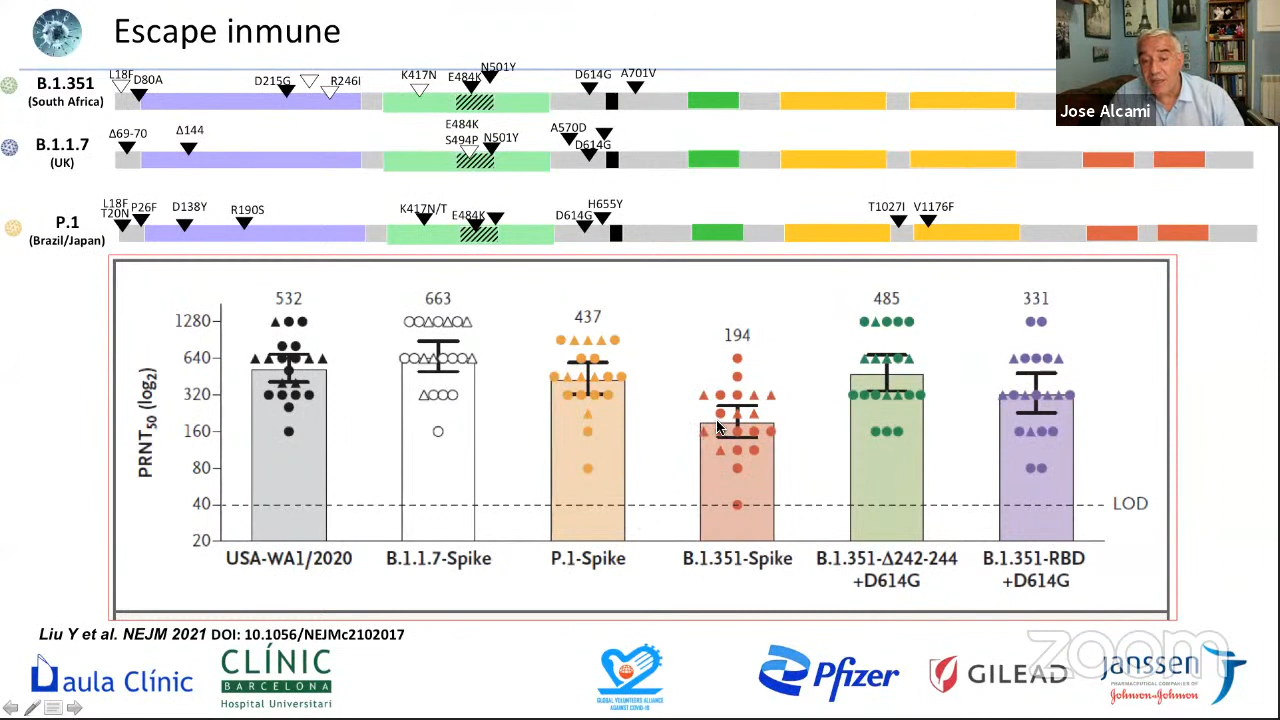 Escape inmune
Jose Alcami
B.1.351
(South Africa)
L18F
D80A
D215G
R246I
K417N
E484K
N501Y
D614G
A701V
B.1.1.7
(UK)
Δ69-70
Δ144
E484K
S494P
N501Y
A570D
D614G
P.1
(Brazil/Japan)
L18F
T20N
P26F
D138Y
R190S
K417N/T
E484K
D614G
H655Y
T1027I
V1176F
PRNT50 (log2)
1280
640
320
160
80
40
20
532
663
437
194
485
331
LOD
USA-WA1/2020
B.1.1.7-Spike
P.1-Spike
B.1.351-Spike
B.1.351-Δ242-244
+D614G
B.1.351-RBD
+D614G
Liu Y et al. NEJM 2021 DOI: 10.1056/NEJMc2102017
aula Clínic
CLÍNIC
BARCELONA
Hospital Universitari
GLOBAL VOLUNTEERS ALLIANCE
AGAINST COVID-19
Pfizer
GILEAD
zoom
Janssen
PHARMACEUTICAL COMPANIES OF
Johnson & Johnson